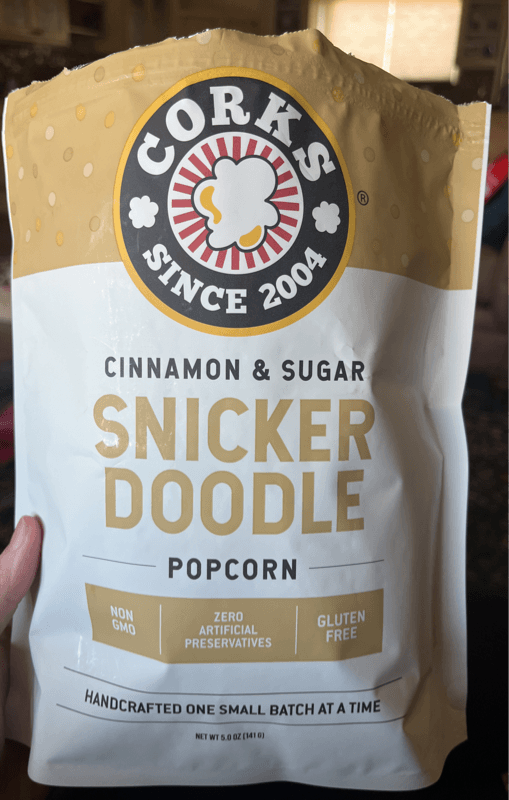 CORKS
SINCE 2004
®
CINNAMON & SUGAR
SNICKER
DOODLE
POPCORN
NON
GMO
ZERO
ARTIFICIAL
PRESERVATIVES
GLUTEN
FREE
HANDCRAFTED ONE SMALL BATCH AT A TIME
NET WT 5.0 OZ (141 G)